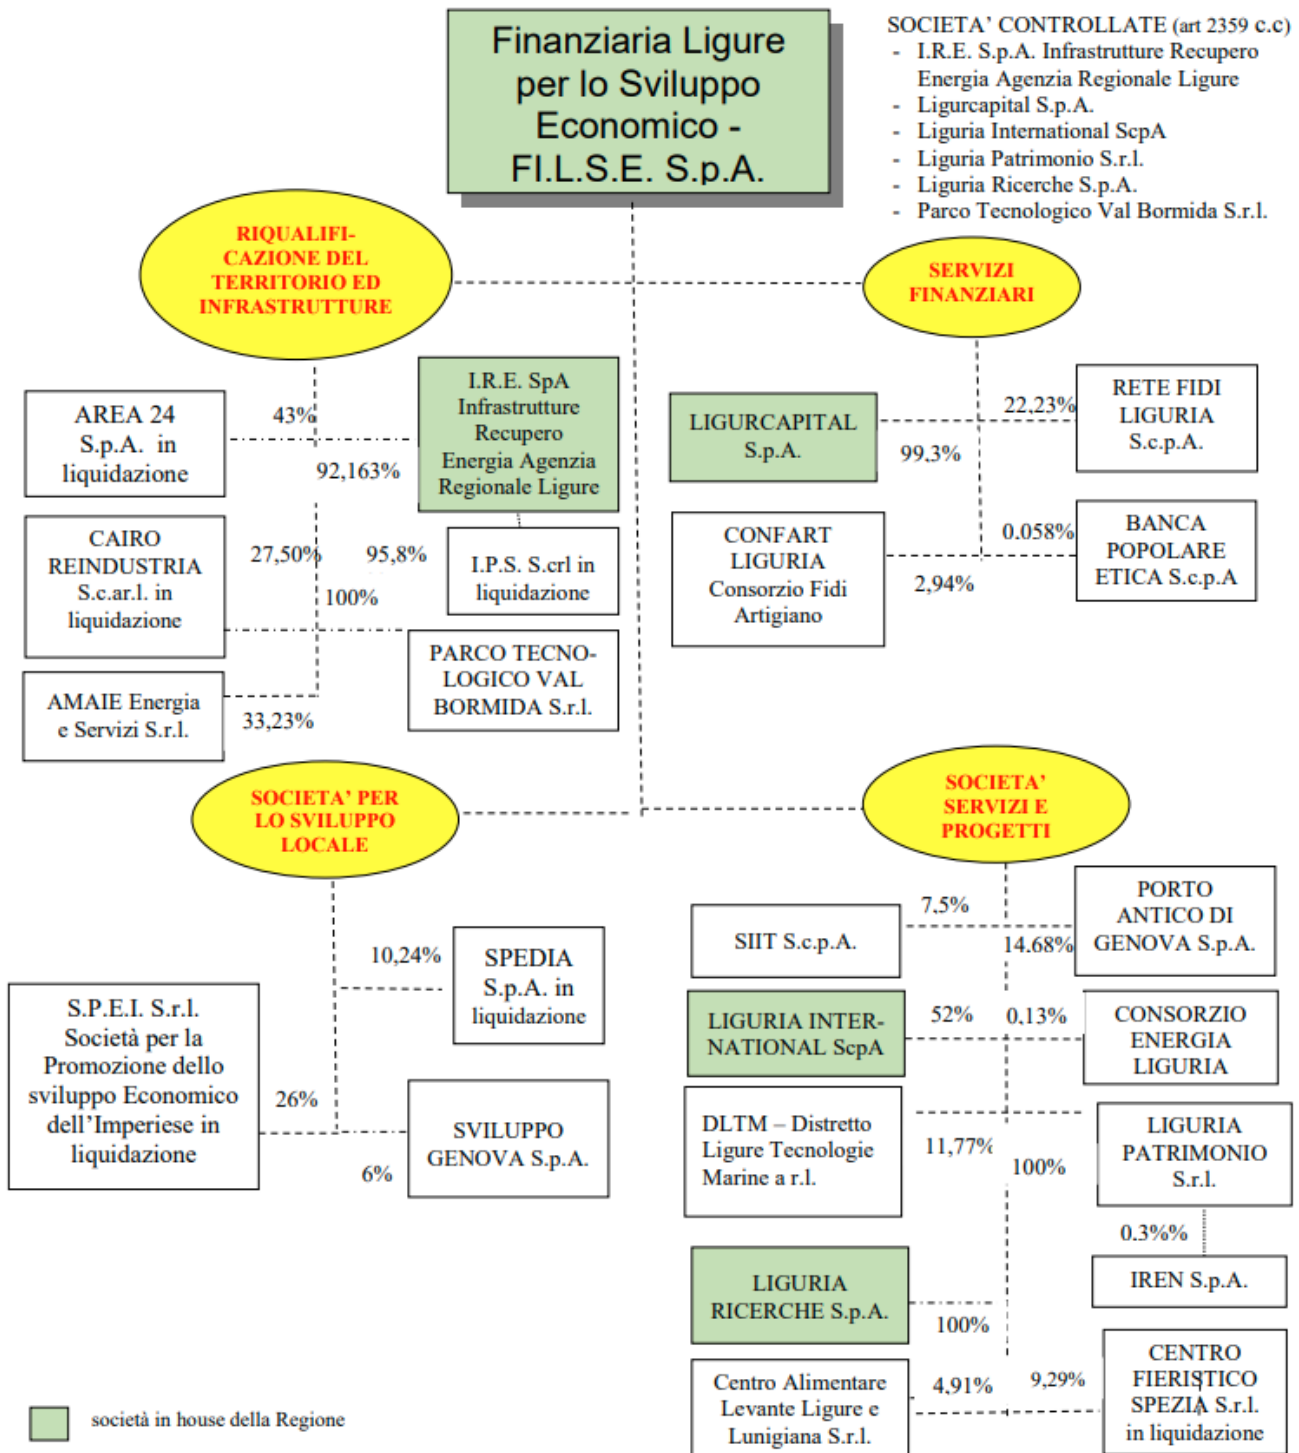 Finanziaria Ligure
per lo Sviluppo
Economico -
FI.L.S.E. S.p.A.
SOCIETA’ CONTROLLATE (art 2359 c.c)
- I.R.E. S.p.A. Infrastrutture Recupero
Energia Agenzia Regionale Ligure
- Ligurcapital S.p.A.
- Liguria International ScpA
- Liguria Patrimonio S.r.l.
- Liguria Ricerche S.p.A.
- Parco Tecnologico Val Bormida S.r.l.
RIQUALIFI-
CAZIONE DEL
TERRITORIO ED
INFRASTRUTTURE
SERVIZI
FINANZIARI
AREA 24
S.p.A. in
liquidazione
43%
92,163%
I.R.E. SpA
Infrastrutture
Recupero
Energia Agenzia
Regionale Ligure
CAIRO
REINDUSTRIA
S.c.ar.l. in
liquidazione
27,50%
95,8%
100%
I.P.S. S.crl in
liquidazione
PARCO TECNO-
LOGICO VAL
BORMIDA S.r.l.
AMAIE Energia
e Servizi S.r.l.
33,23%
LIGURCAPITAL
S.p.A.
99,3%
22,23%
RETE FIDI
LIGURIA
S.c.p.A.
CONFART
LIGURIA
Consorzio Fidi
Artigiano
2,94%
0.058%
BANCA
POPOLARE
ETICA S.c.p.A
SOCIETA’ PER
LO SVILUPPO
LOCALE
SOCIETA’
SERVIZI E
PROGETTI
10,24%
SPEDIA
S.p.A. in
liquidazione
S.P.E.I. S.r.l.
Società per la
Promozione dello
sviluppo Economico
dell’Imperiese in
liquidazione
26%
6%
SVILUPPO
GENOVA S.p.A.
SIIT S.c.p.A.
7,5%
14,68%
PORTO
ANTICO DI
GENOVA S.p.A.
LIGURIA INTER-
NATIONAL ScpA
52%
0,13%
CONSORZIO
ENERGIA
LIGURIA
DLTM – Distretto
Ligure Tecnologie
Marine a r.l.
11,77%
100%
LIGURIA
PATRIMONIO
S.r.l.
0.3%%
IREN S.p.A.
LIGURIA
RICERCHE S.p.A.
100%
Centro Alimentare
Levante Ligure e
Lunigiana S.r.l.
4,91%
9,29%
CENTRO
FIERISTICO
SPEZIA S.r.l.
in liquidazione
società in house della Regione